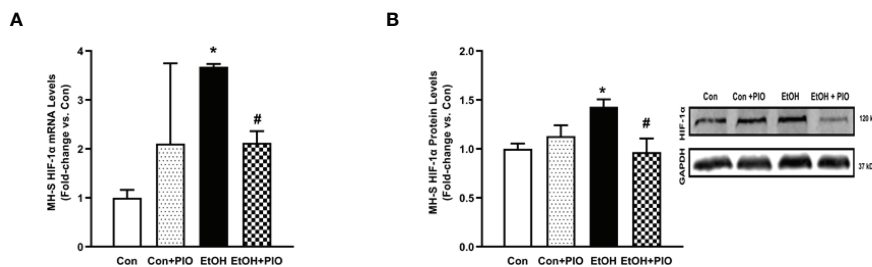 A
MH-S HIF-1α mRNA Levels
(Fold-change vs. Con)
4
3
2
1
0
*
#
Con Con+PIO EtOH EtOH+PIO
B
MH-S HIF-1α Protein Levels
(Fold-change vs. Con)
2.0
1.5
1.0
0.5
0.0
*
#
Con Con+PIO EtOH EtOH+PIO
Con Con +PIO EtOH EtOH + PIO
HIF-1α
120 k
GAPDH
37 kD